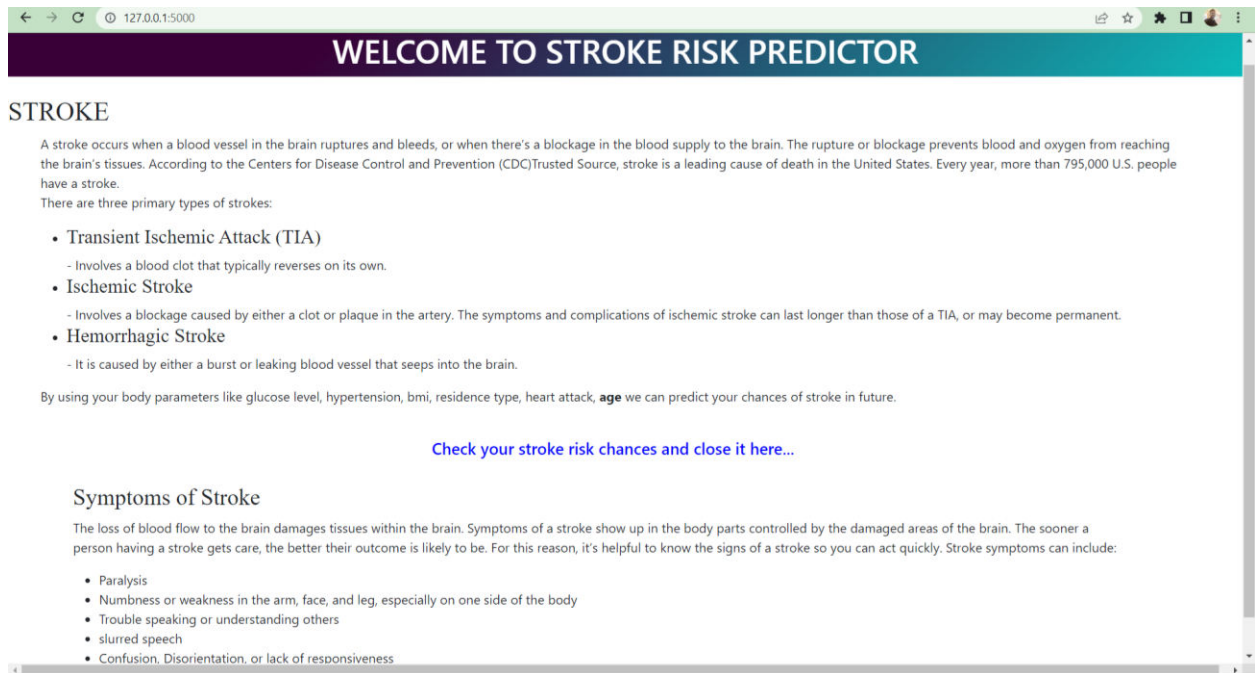 127.0.0.1:5000
WELCOME TO STROKE RISK PREDICTOR
STROKE
A stroke occurs when a blood vessel in the brain ruptures and bleeds, or when there's a blockage in the blood supply to the brain. The rupture or blockage prevents blood and oxygen from reaching
the brain's tissues. According to the Centers for Disease Control and Prevention (CDC)Trusted Source, stroke is a leading cause of death in the United States. Every year, more than 795,000 U.S. people
have a stroke.
There are three primary types of strokes:
• Transient Ischemic Attack (TIA)
- Involves a blood clot that typically reverses on its own.
• Ischemic Stroke
- Involves a blockage caused by either a clot or plaque in the artery. The symptoms and complications of ischemic stroke can last longer than those of a TIA, or may become permanent.
• Hemorrhagic Stroke
- It is caused by either a burst or leaking blood vessel that seeps into the brain.
By using your body parameters like glucose level, hypertension, bmi, residence type, heart attack, age we can predict your chances of stroke in future.
Check your stroke risk chances and close it here...
Symptoms of Stroke
The loss of blood flow to the brain damages tissues within the brain. Symptoms of a stroke show up in the body parts controlled by the damaged areas of the brain. The sooner a
person having a stroke gets care, the better their outcome is likely to be. For this reason, it's helpful to know the signs of a stroke so you can act quickly. Stroke symptoms can include:
• Paralysis
• Numbness or weakness in the arm, face, and leg, especially on one side of the body
• Trouble speaking or understanding others
• slurred speech
• Confusion, Disorientation, or lack of responsiveness